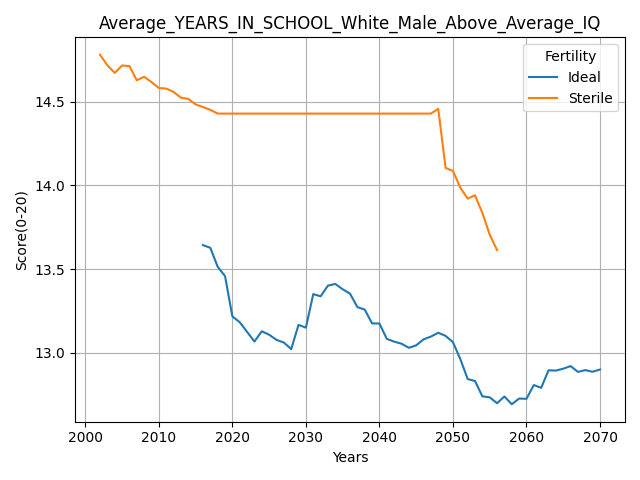 Average_YEARS_IN_SCHOOL_White_Male_Above_Average_IQ
Fertility
Ideal
Sterile
Score(0-20)
14.5
14.0
13.5
13.0
2000 2010 2020 2030 2040 2050 2060 2070
Years